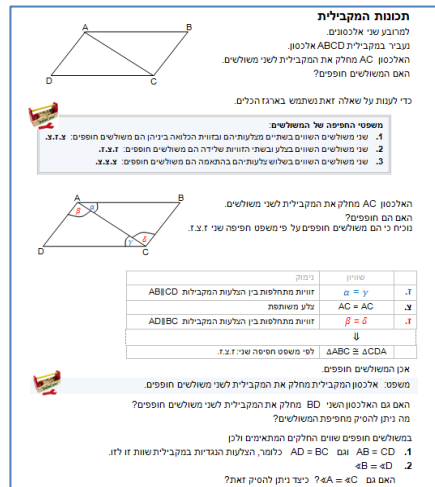 תכונות המקבילית
למרובע שני אלכסונים.
נעביר במקבילית ABCD אלכסון.
האלכסון AC מחלק את המקבילית לשני משולשים.
האם המשולשים חופפים?
A B
D C
כדי לענות על שאלה זאת נשתמש בארגז הכלים.
משפטי החפיפה של המשולשים:
1. שני משולשים השווים בשתיים מצלעותיהם ובזווית הכלואה ביניהן הם משולשים חופפים: צ.ז.צ.
2. שני משולשים השווים בצלע ובשתי הזוויות שלידה הם משולשים חופפים: ז.צ.ז.
3. שני משולשים השווים בשלוש צלעותיהם בהתאמה הם משולשים חופפים: צ.צ.צ.
האלכסון AC מחלק את המקבילית לשני משולשים.
האם הם חופפים?
נוכיח כי הם משולשים חופפים על פי משפט חפיפה שני ז.צ.ז.
A B
β α
γ δ
D C
שוויון נימוק
ז. α = γ זוויות מתחלפות בין הצלעות המקבילות AB∥CD
צ. AC = AC צלע משותפת
ז. β = δ זוויות מתחלפות בין הצלעות המקבילות AD∥BC
⇓
ΔABC ≅ ΔCDA לפי משפט חפיפה שני: ז.צ.ז.
אכן המשולשים חופפים.
משפט: אלכסון המקבילית מחלק את המקבילית לשני משולשים חופפים.
האם גם האלכסון השני BD מחלק את המקבילית לשני משולשים חופפים?
מה ניתן להסיק מחפיפת המשולשים?
במשולשים חופפים שווים החלקים המתאימים ולכן
1. AB = CD וגם AD = BC כלומר, הצלעות הנגדיות במקבילית שוות זו לזו.
2. ∢B = ∢D
האם גם ∢A = ∢C? כיצד ניתן להסיק זאת?